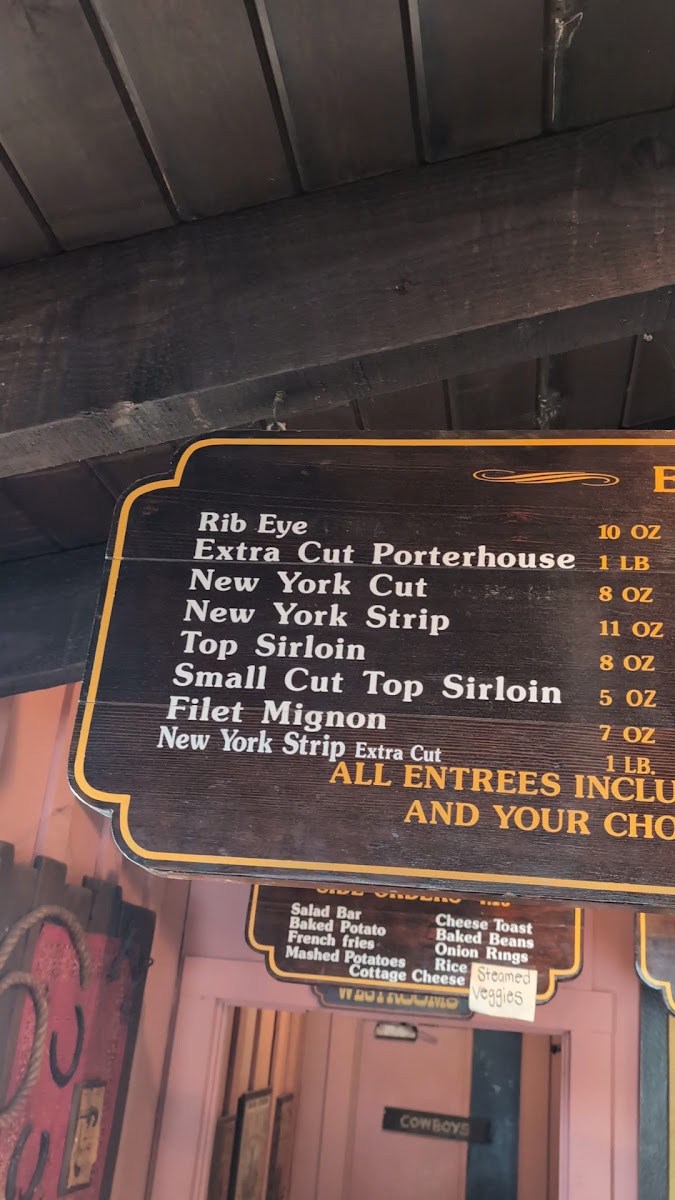 Rib Eye 10 OZ
Extra Cut Porterhouse 1 LB
New York Cut 8 OZ
New York Strip 11 OZ
Top Sirloin 8 OZ
Small Cut Top Sirloin 5 OZ
Filet Mignon 7 OZ
New York Strip Extra Cut 1 LB.
ALL ENTREES INCLU
AND YOUR CHO
Salad Bar
Baked Potato
French fries
Mashed Potatoes
Cottage Cheese
Cheese Toast
Baked Beans
Onion Rings
Rice
Steamed
Veggies
COWBOYS